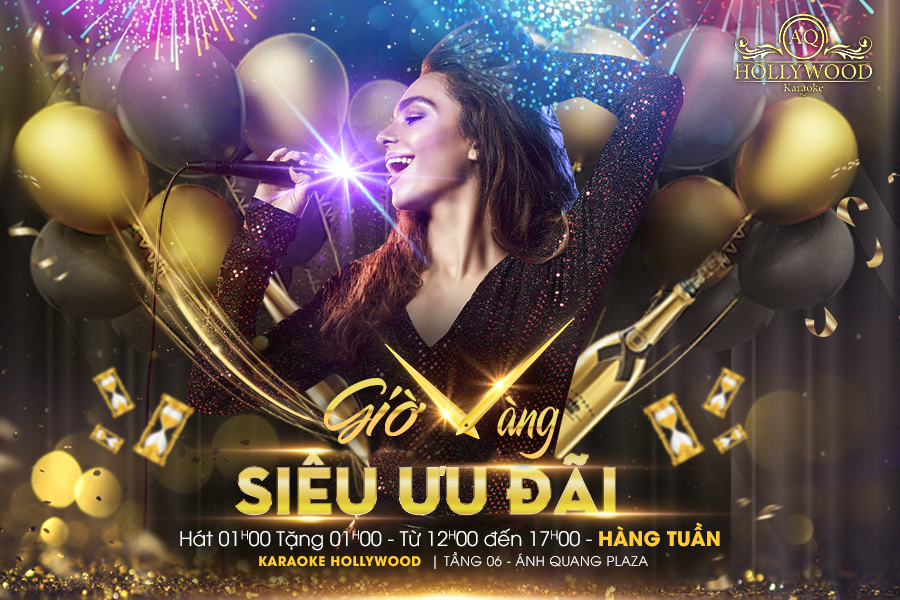 AQ
HOLLYWOOD
Karaoke
Giờ Vàng
SIÊU ƯU ĐÃI
Hát 01H00 Tặng 01H00 - Từ 12H00 đến 17H00 - HÀNG TUẦN
KARAOKE HOLLYWOOD | TẦNG 06 - ÁNH QUANG PLAZA